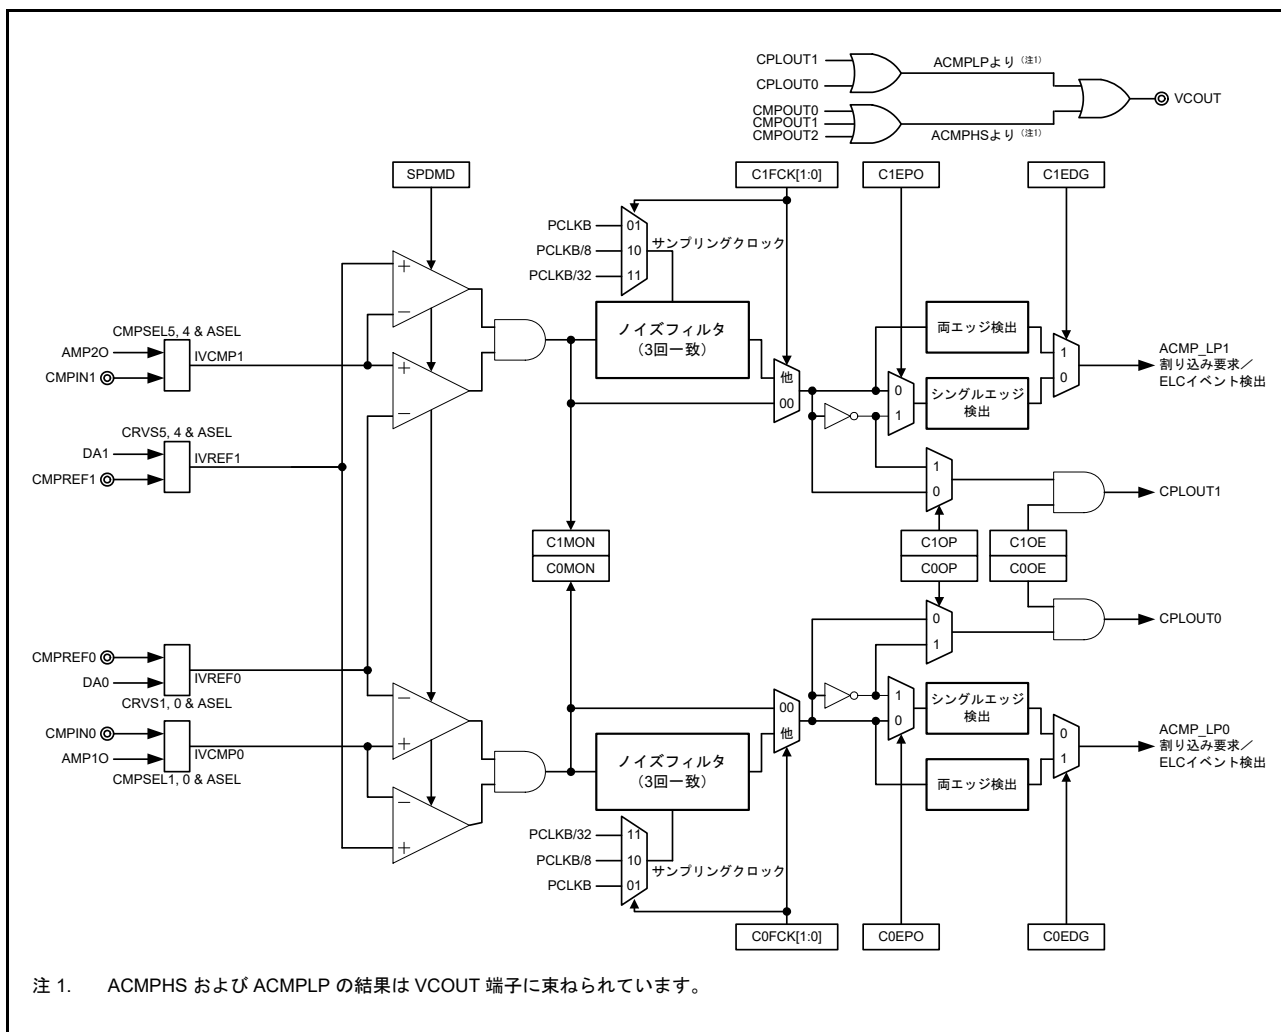 CPLOUT1
CPLOUT0
ACMPLPより (注1)
CMPOUT0
CMPOUT1
CMPOUT2
ACMPHSより (注1)
VCOUT
SPDMD
C1FCK[1:0]
C1EPO
C1EDG
PCLKB
01
PCLKB/8
10
サンプリングクロック
PCLKB/32
11
+
−
CMPSEL5, 4 & ASEL
AMP2O
CMPIN1
IVCMP1
+
−
ノイズフィルタ
(3回一致)
他
00
両エッジ検出
0
1
シングルエッジ
検出
1
0
ACMP_LP1
割り込み要求/
ELCイベント検出
CRVS5, 4 & ASEL
DA1
CMPREF1
IVREF1
1
0
CPLOUT1
C1MON
C0MON
C1OP
C0OP
C1OE
C0OE
0
1
CPLOUT0
CMPREF0
DA0
IVREF0
CRVS1, 0 & ASEL
CMPIN0
AMP1O
IVCMP0
CMPSEL1, 0 & ASEL
−
+
−
+
ノイズフィルタ
(3回一致)
00
他
1
0
シングルエッジ
検出
両エッジ検出
0
1
ACMP_LP0
割り込み要求/
ELCイベント検出
PCLKB/32
11
PCLKB/8
10
サンプリングクロック
PCLKB
01
C0FCK[1:0]
C0EPO
C0EDG
注 1. ACMPHS および ACMPLP の結果は VCOUT 端子に束ねられています。